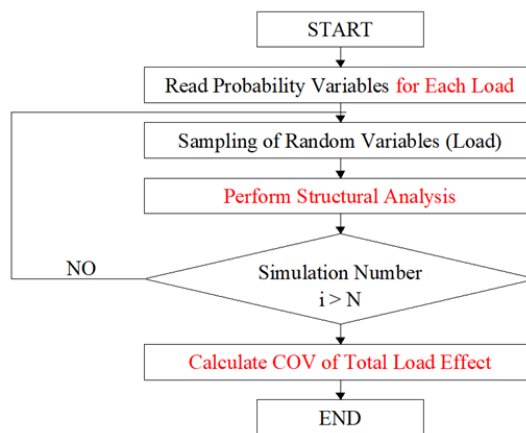 START
Read Probability Variables for Each Load
Sampling of Random Variables (Load)
Perform Structural Analysis
NO
Simulation Number
i > N
Calculate COV of Total Load Effect
END